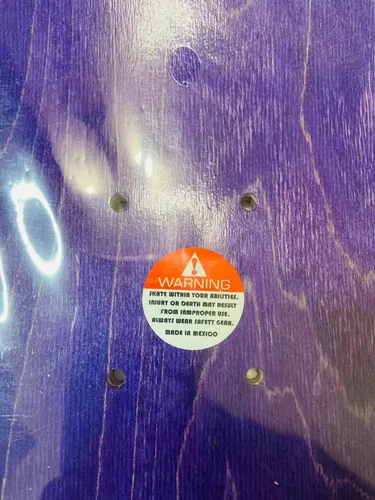 WARNING
SKATE WITHIN YOUR ABILITIES.
INJURY OR DEATH MAY RESULT
FROM IAMPROPER USE.
ALWAYS WEAR SAFETY GEAR.
MADE IN MEXICO